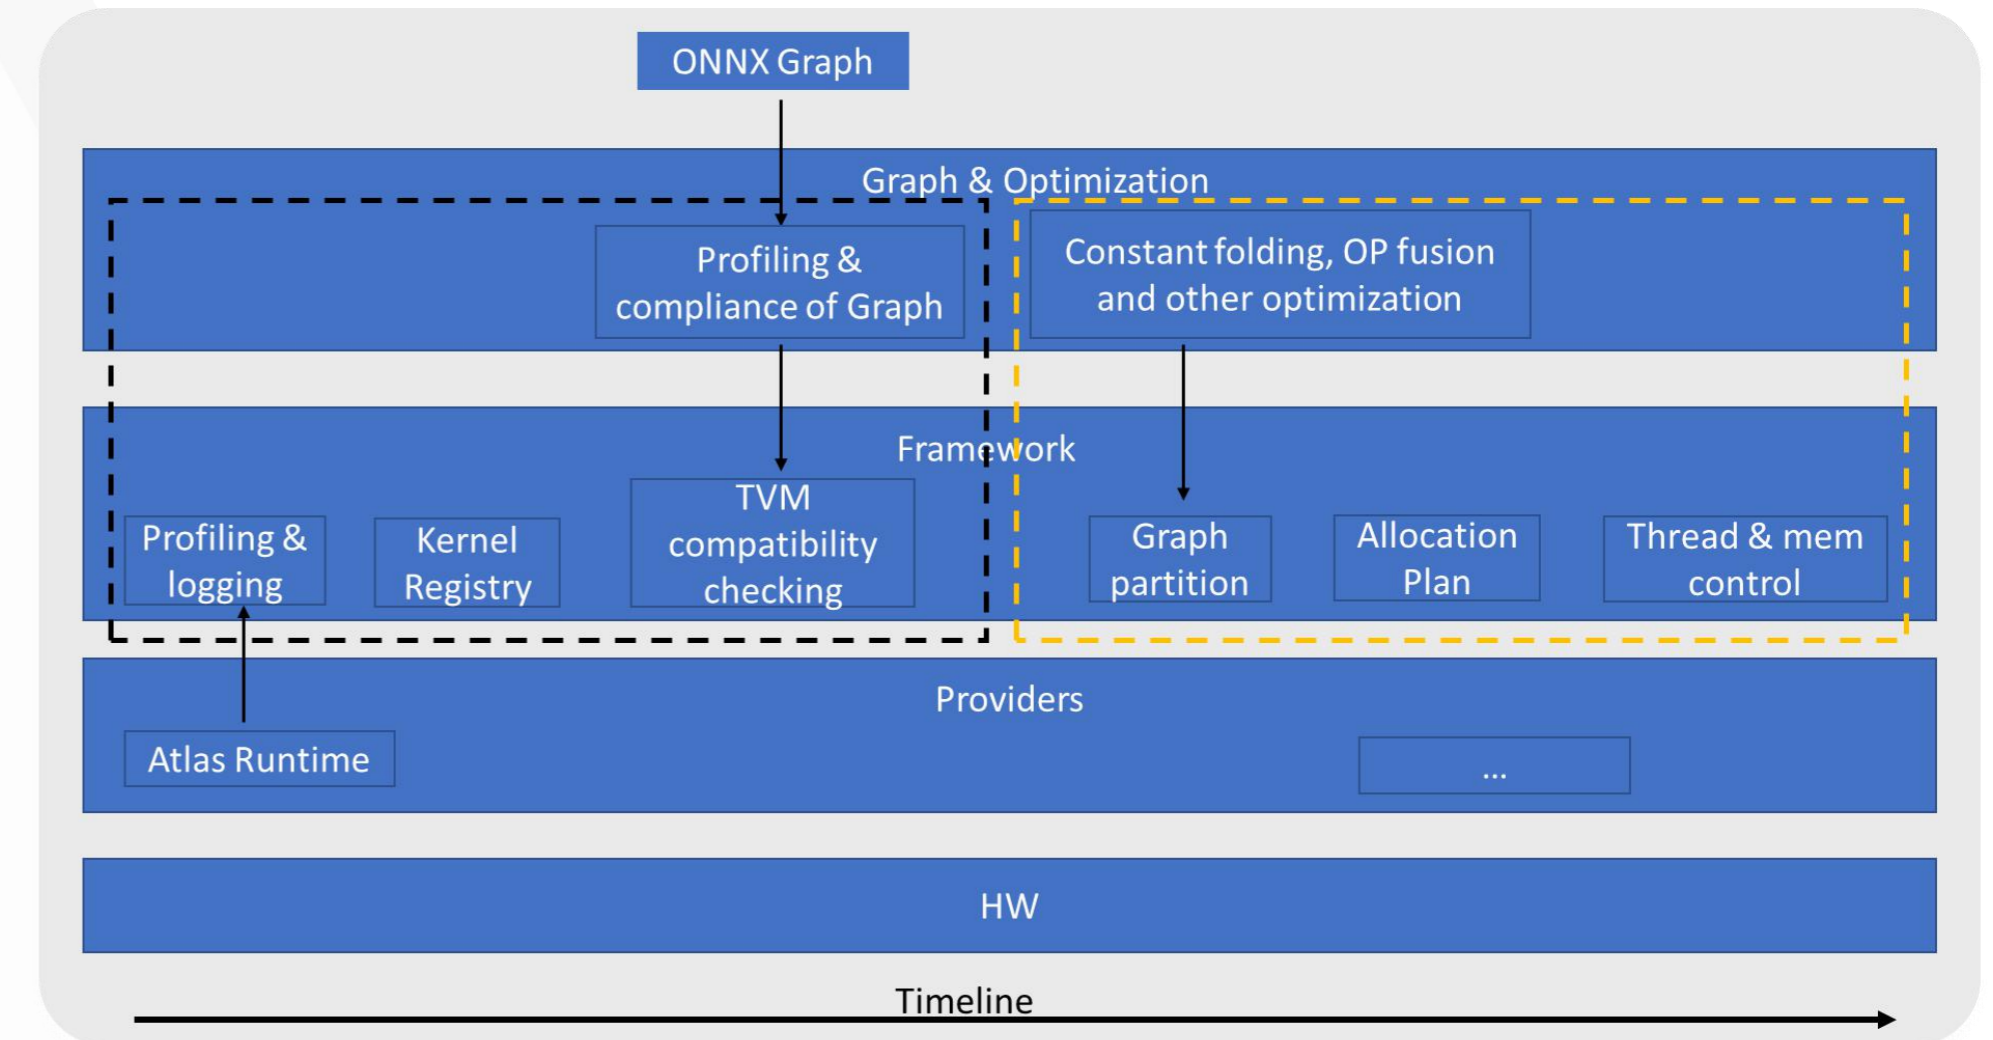 ONNX Graph
Graph & Optimization
Profiling &
compliance of Graph
Constant folding, OP fusion
and other optimization
Framework
Profiling &
logging
Kernel
Registry
TVM
compatibility
checking
Graph
partition
Allocation
Plan
Thread & mem
control
Providers
Atlas Runtime
...
HW
Timeline